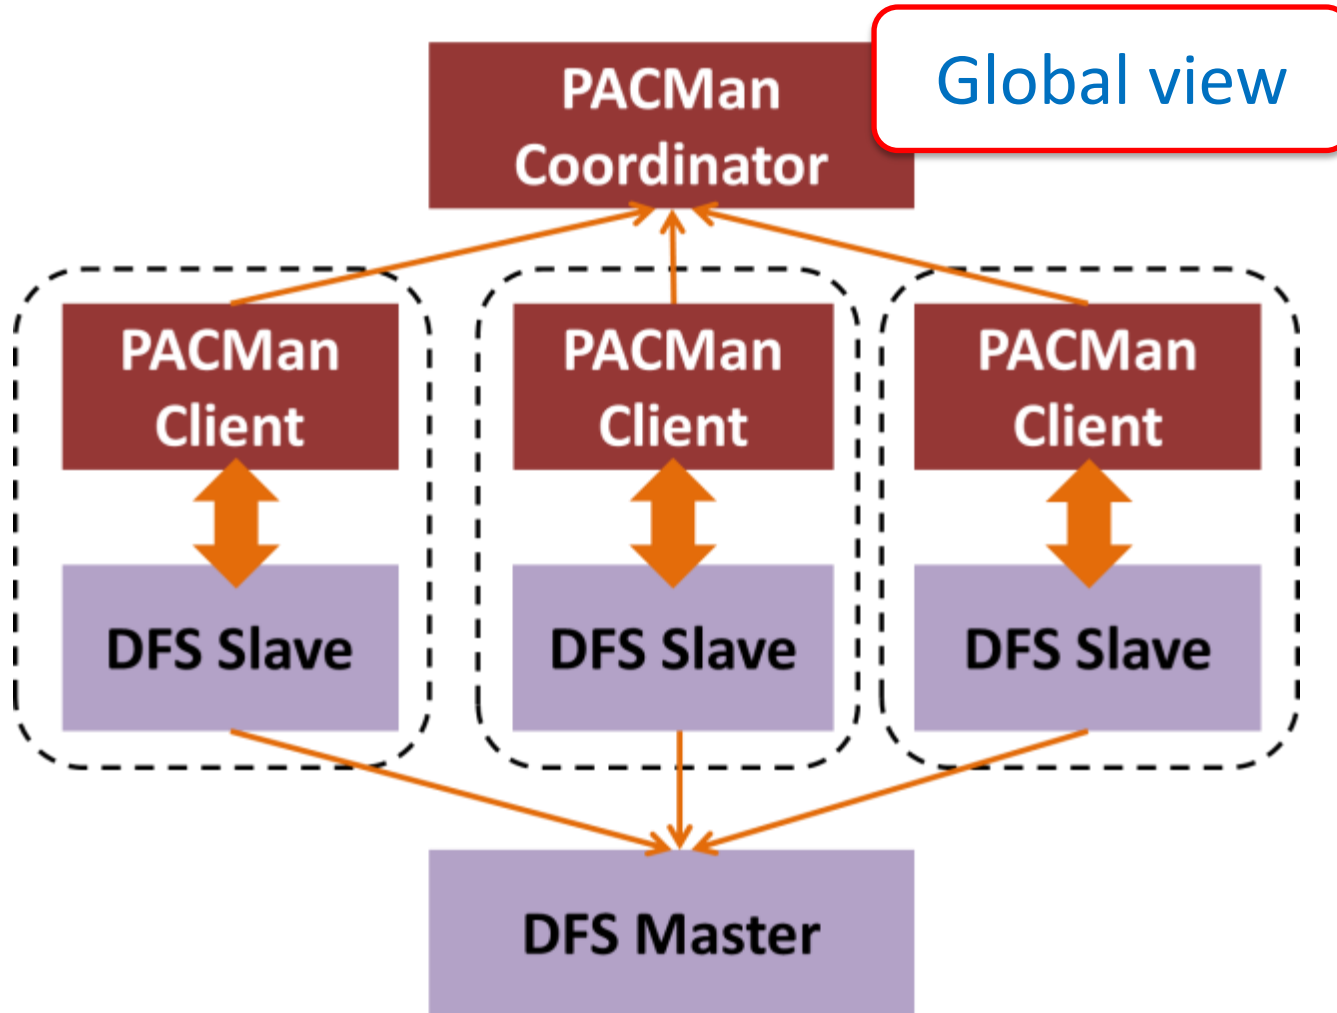 PACMan
Coordinator
Global view
PACMan
Client
PACMan
Client
PACMan
Client
DFS Slave
DFS Slave
DFS Slave
DFS Master